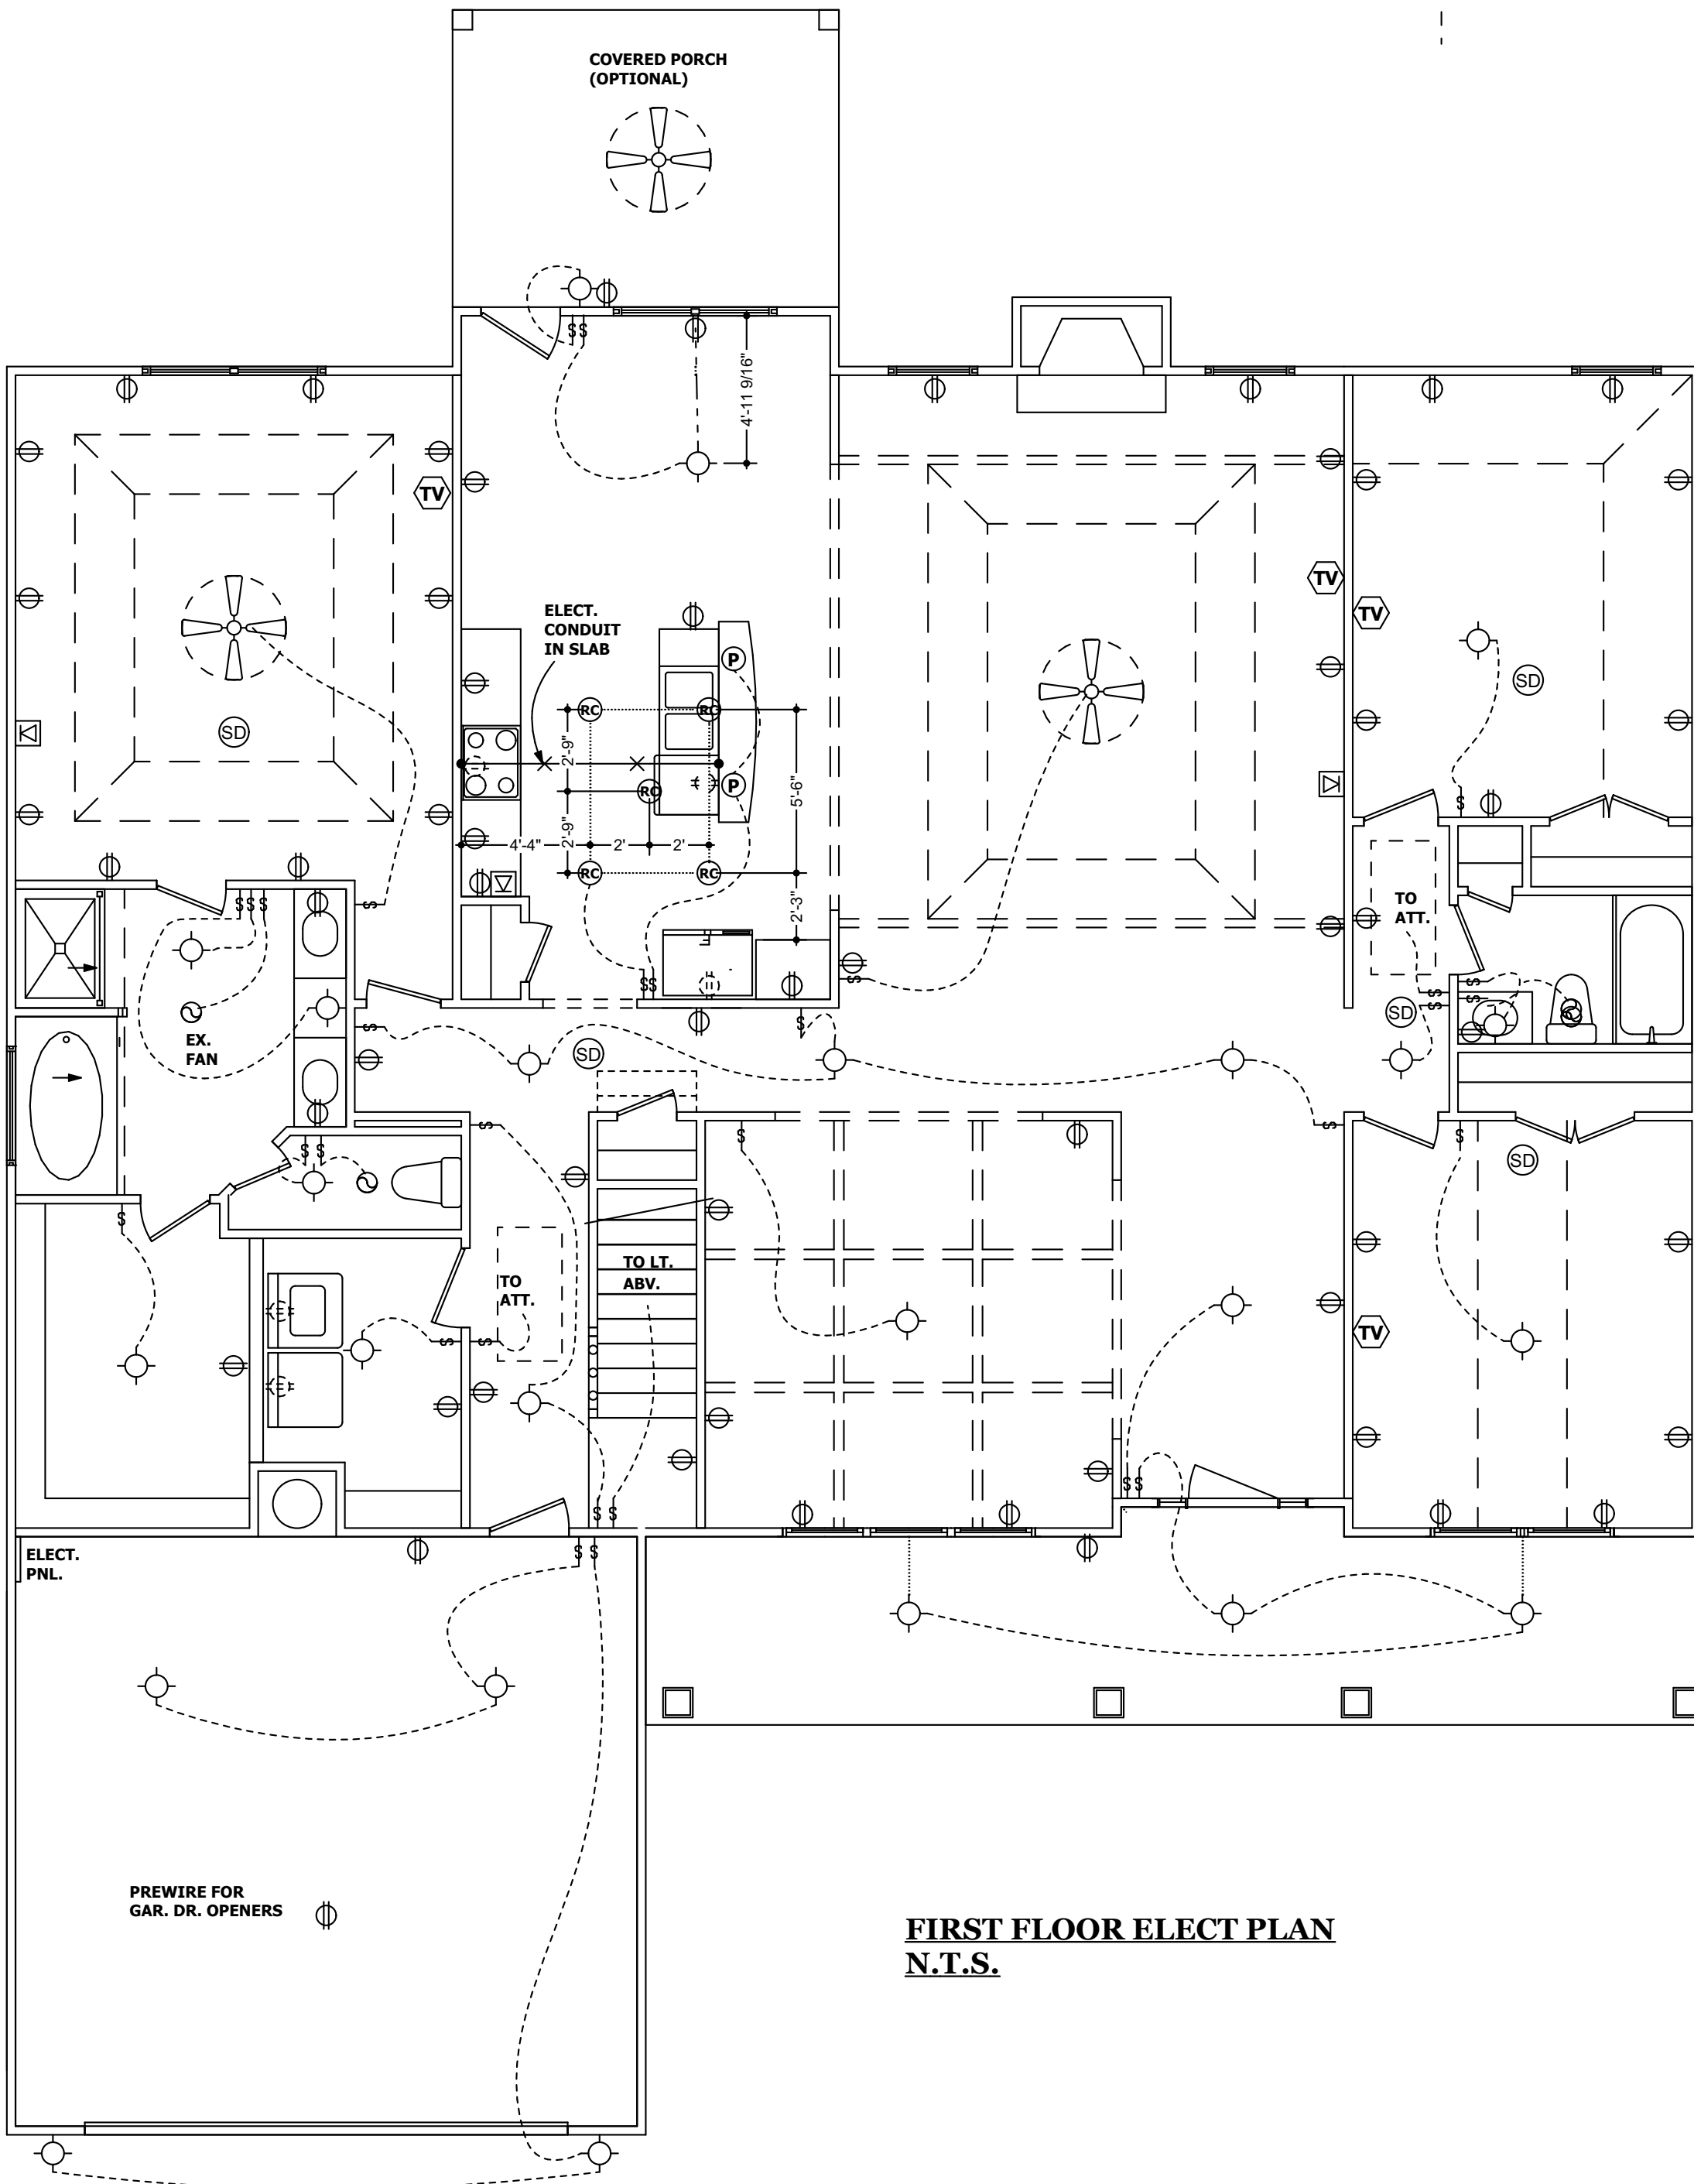 COVERED PORCH
(OPTIONAL)
SS
4'-11 9/16"
TV
TV
TV
ELECT.
CONDUIT
IN SLAB
P
SD
RC
RC
SD
2'-9"
RC
P
5'-6"
S
4'-4"
2'-9"
2'
2'
RC
RC
TO
ATT.
2'-3"
S
SSS
S
SS
S
S
S
S
SD
EX.
FAN
S
SD
S
S
S
S
S
SD
S
S
S
TO LT.
ABV.
TO
ATT.
S
S
TV
S
S
S
S
ELECT.
PNL.
S
S
PREWIRE FOR
GAR. DR. OPENERS
FIRST FLOOR ELECT PLAN
N.T.S.